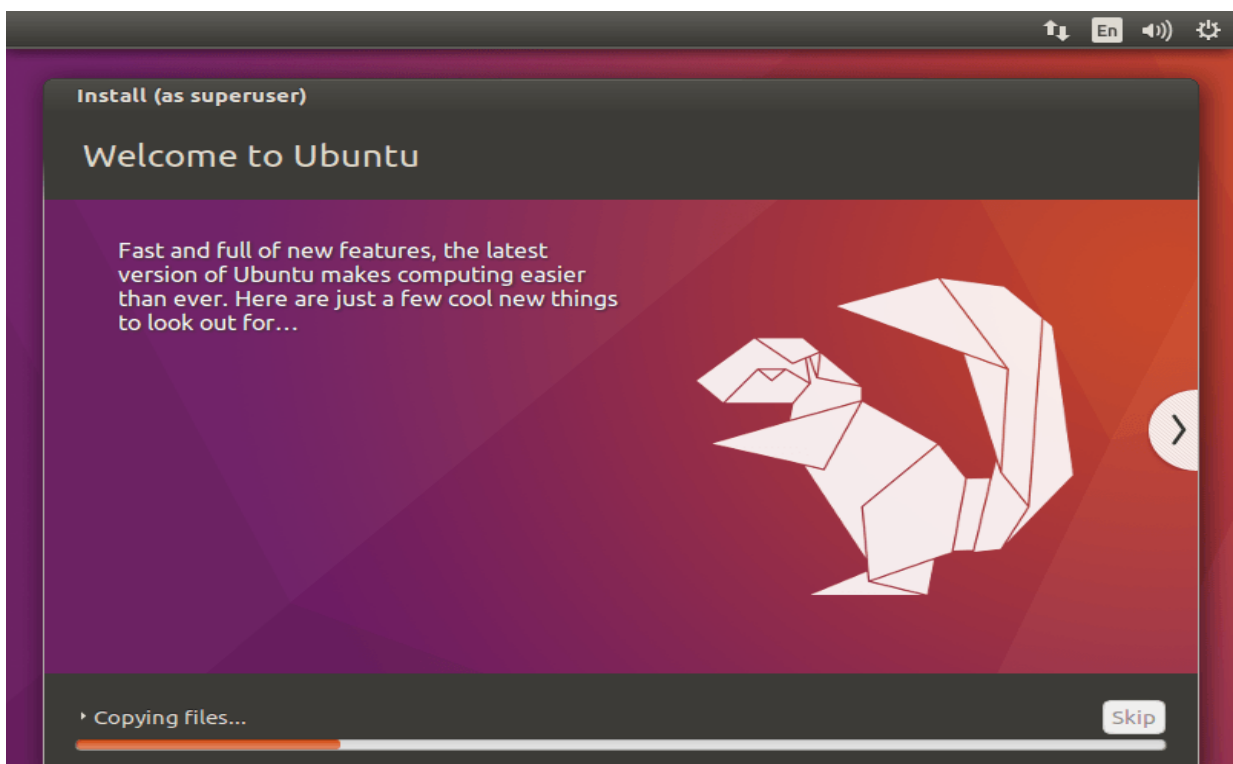 En
Install (as superuser)
Welcome to Ubuntu
Fast and full of new features, the latest
version of Ubuntu makes computing easier
than ever. Here are just a few cool new things
to look out for...
Copying files...
Skip